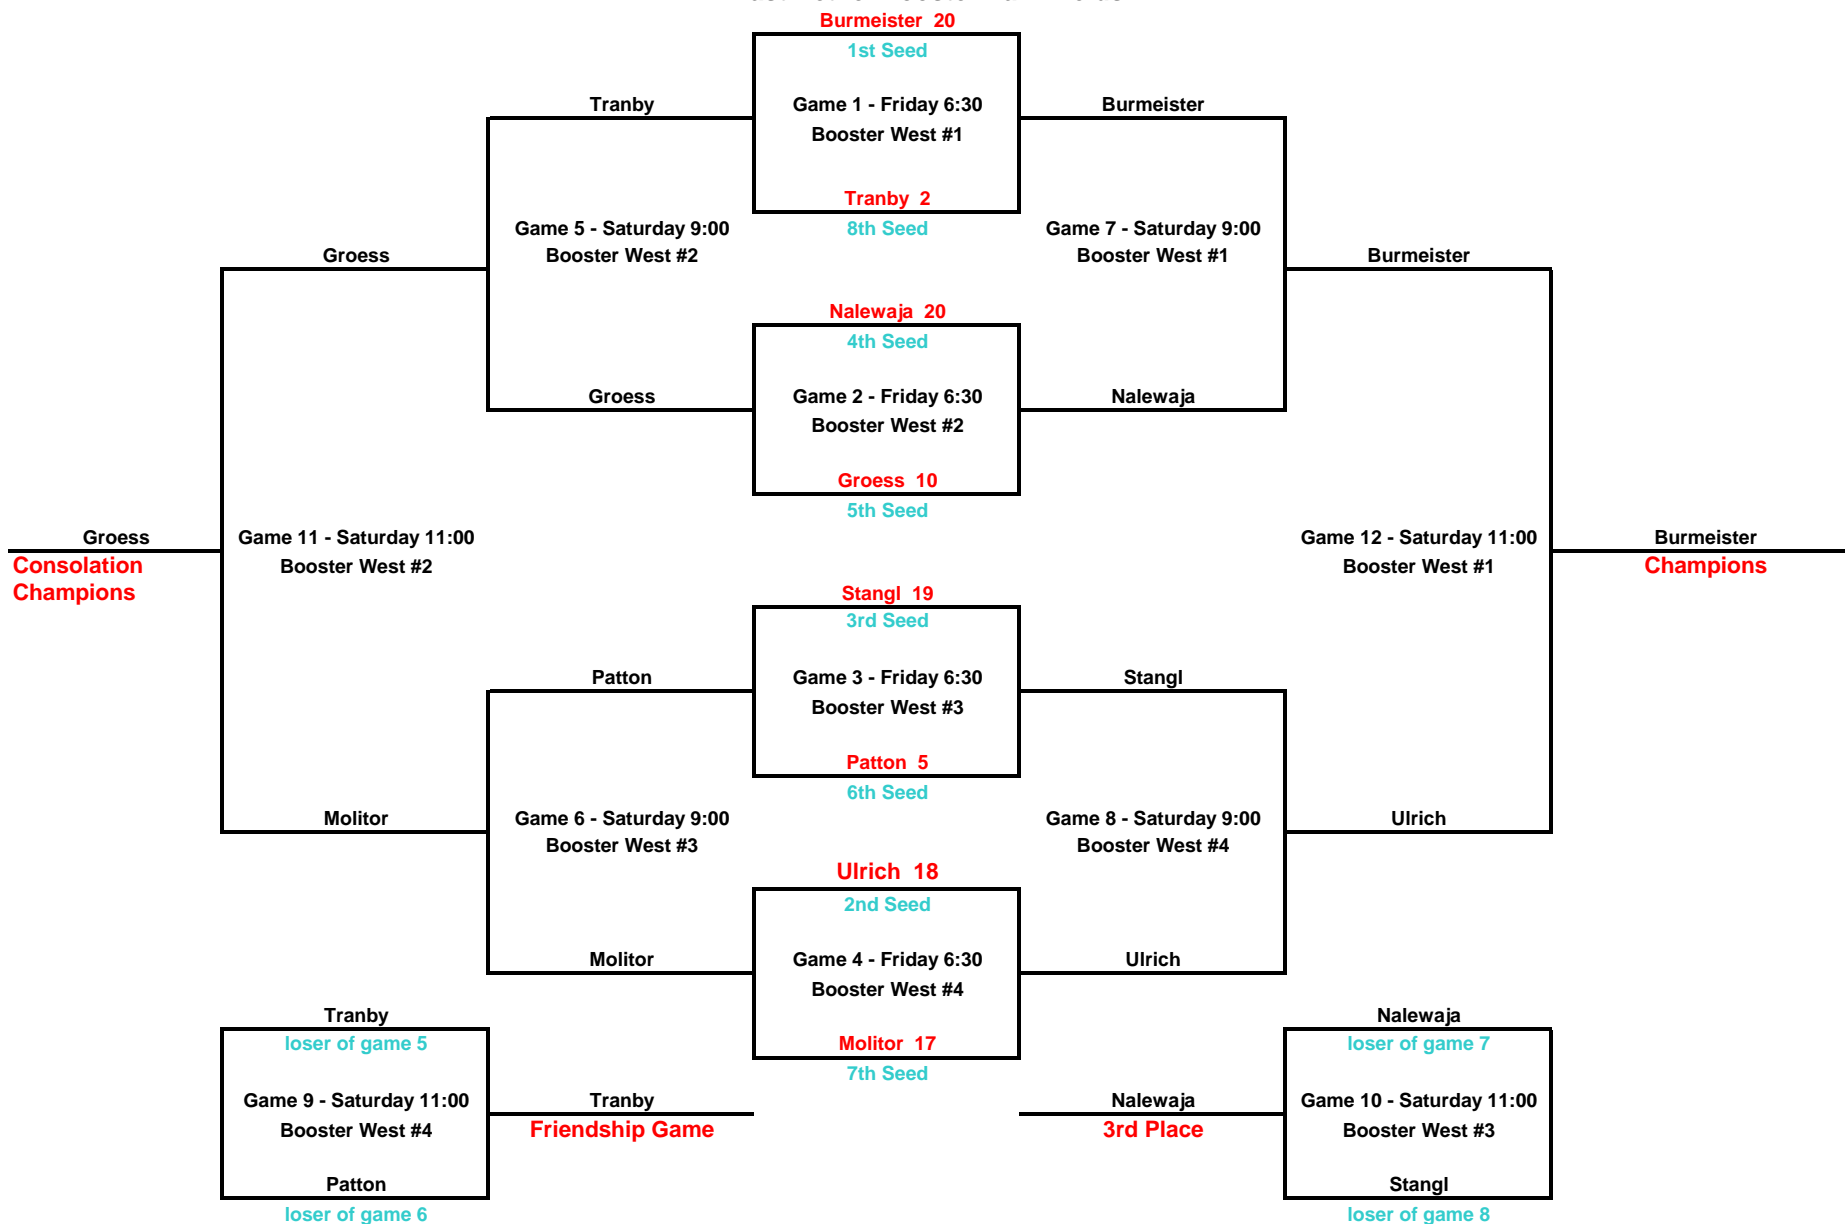 Burmeister 20
1st Seed
Tranby
Game 1 - Friday 6:30
Booster West #1
Burmeister
Tranby 2
8th Seed
Game 5 - Saturday 9:00
Booster West #2
Game 7 - Saturday 9:00
Booster West #1
Groess
Burmeister
Nalewaja 20
4th Seed
Groess
Game 2 - Friday 6:30
Booster West #2
Nalewaja
Groess 10
5th Seed
Groess
Consolation
Champions
Game 11 - Saturday 11:00
Booster West #2
Game 12 - Saturday 11:00
Booster West #1
Burmeister
Champions
Stangl 19
3rd Seed
Patton
Game 3 - Friday 6:30
Booster West #3
Stangl
Patton 5
6th Seed
Molitor
Game 6 - Saturday 9:00
Booster West #3
Game 8 - Saturday 9:00
Booster West #4
Ulrich
Ulrich 18
2nd Seed
Molitor
Game 4 - Friday 6:30
Booster West #4
Ulrich
Molitor 17
7th Seed
Tranby
loser of game 5
Game 9 - Saturday 11:00
Booster West #4
Patton
loser of game 6
Tranby
Friendship Game
Nalewaja
3rd Place
Nalewaja
loser of game 7
Game 10 - Saturday 11:00
Booster West #3
Stangl
loser of game 8